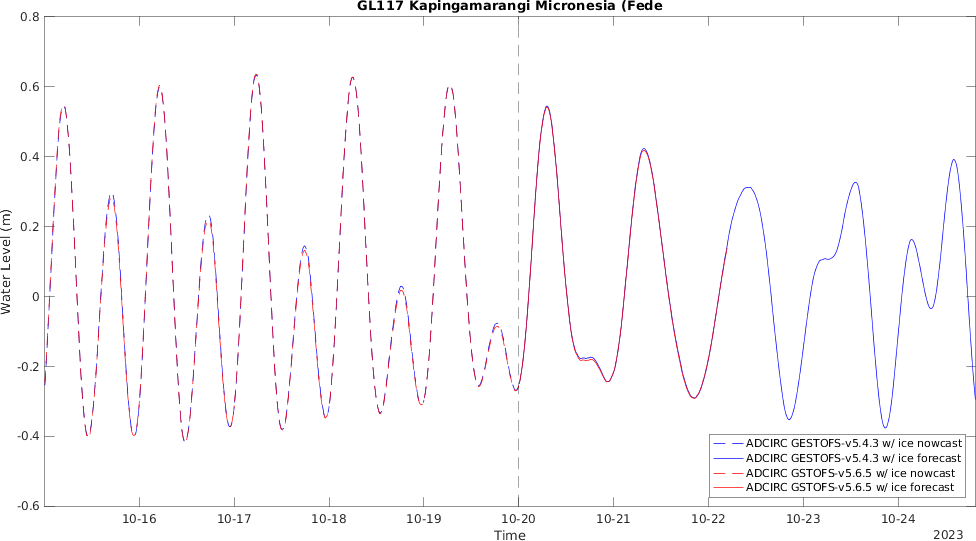 GL117 Kapingamarangi Micronesia (Fede
0.8
0.6
0.4
0.2
0
-0.2
-0.4
-0.6
Water Level (m)
10-16 10-17 10-18 10-19 10-20 10-21 10-22 10-23 10-24
Time
2023
ADCIRC GESTOFS-v5.4.3 w/ ice nowcast
ADCIRC GESTOFS-v5.4.3 w/ ice forecast
ADCIRC GSTOFS-v5.6.5 w/ ice nowcast
ADCIRC GSTOFS-v5.6.5 w/ ice forecast